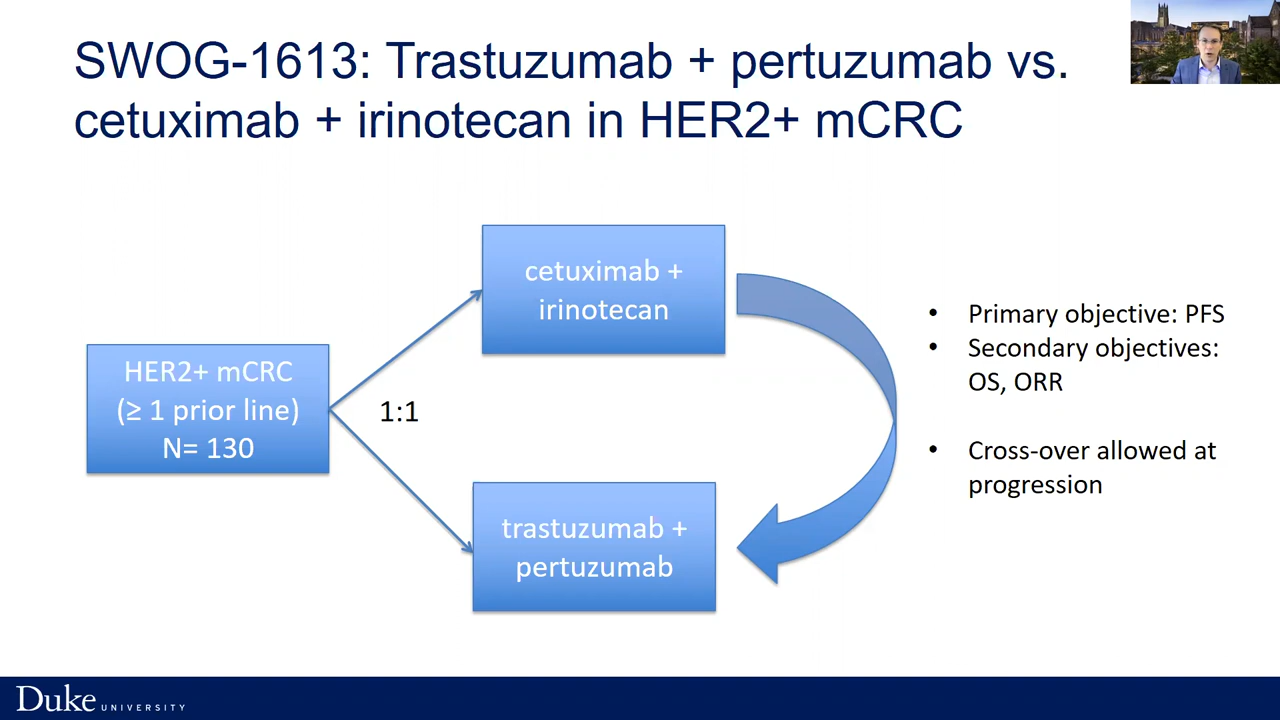 SWOG-1613: Trastuzumab + pertuzumab vs.
cetuximab + irinotecan in HER2+ mCRC
cetuximab +
irinotecan
HER2+ mCRC
(≥ 1 prior line)
N= 130
1:1
trastuzumab +
pertuzumab
• Primary objective: PFS
• Secondary objectives:
OS, ORR
• Cross-over allowed at
progression
Duke UNIVERSITY